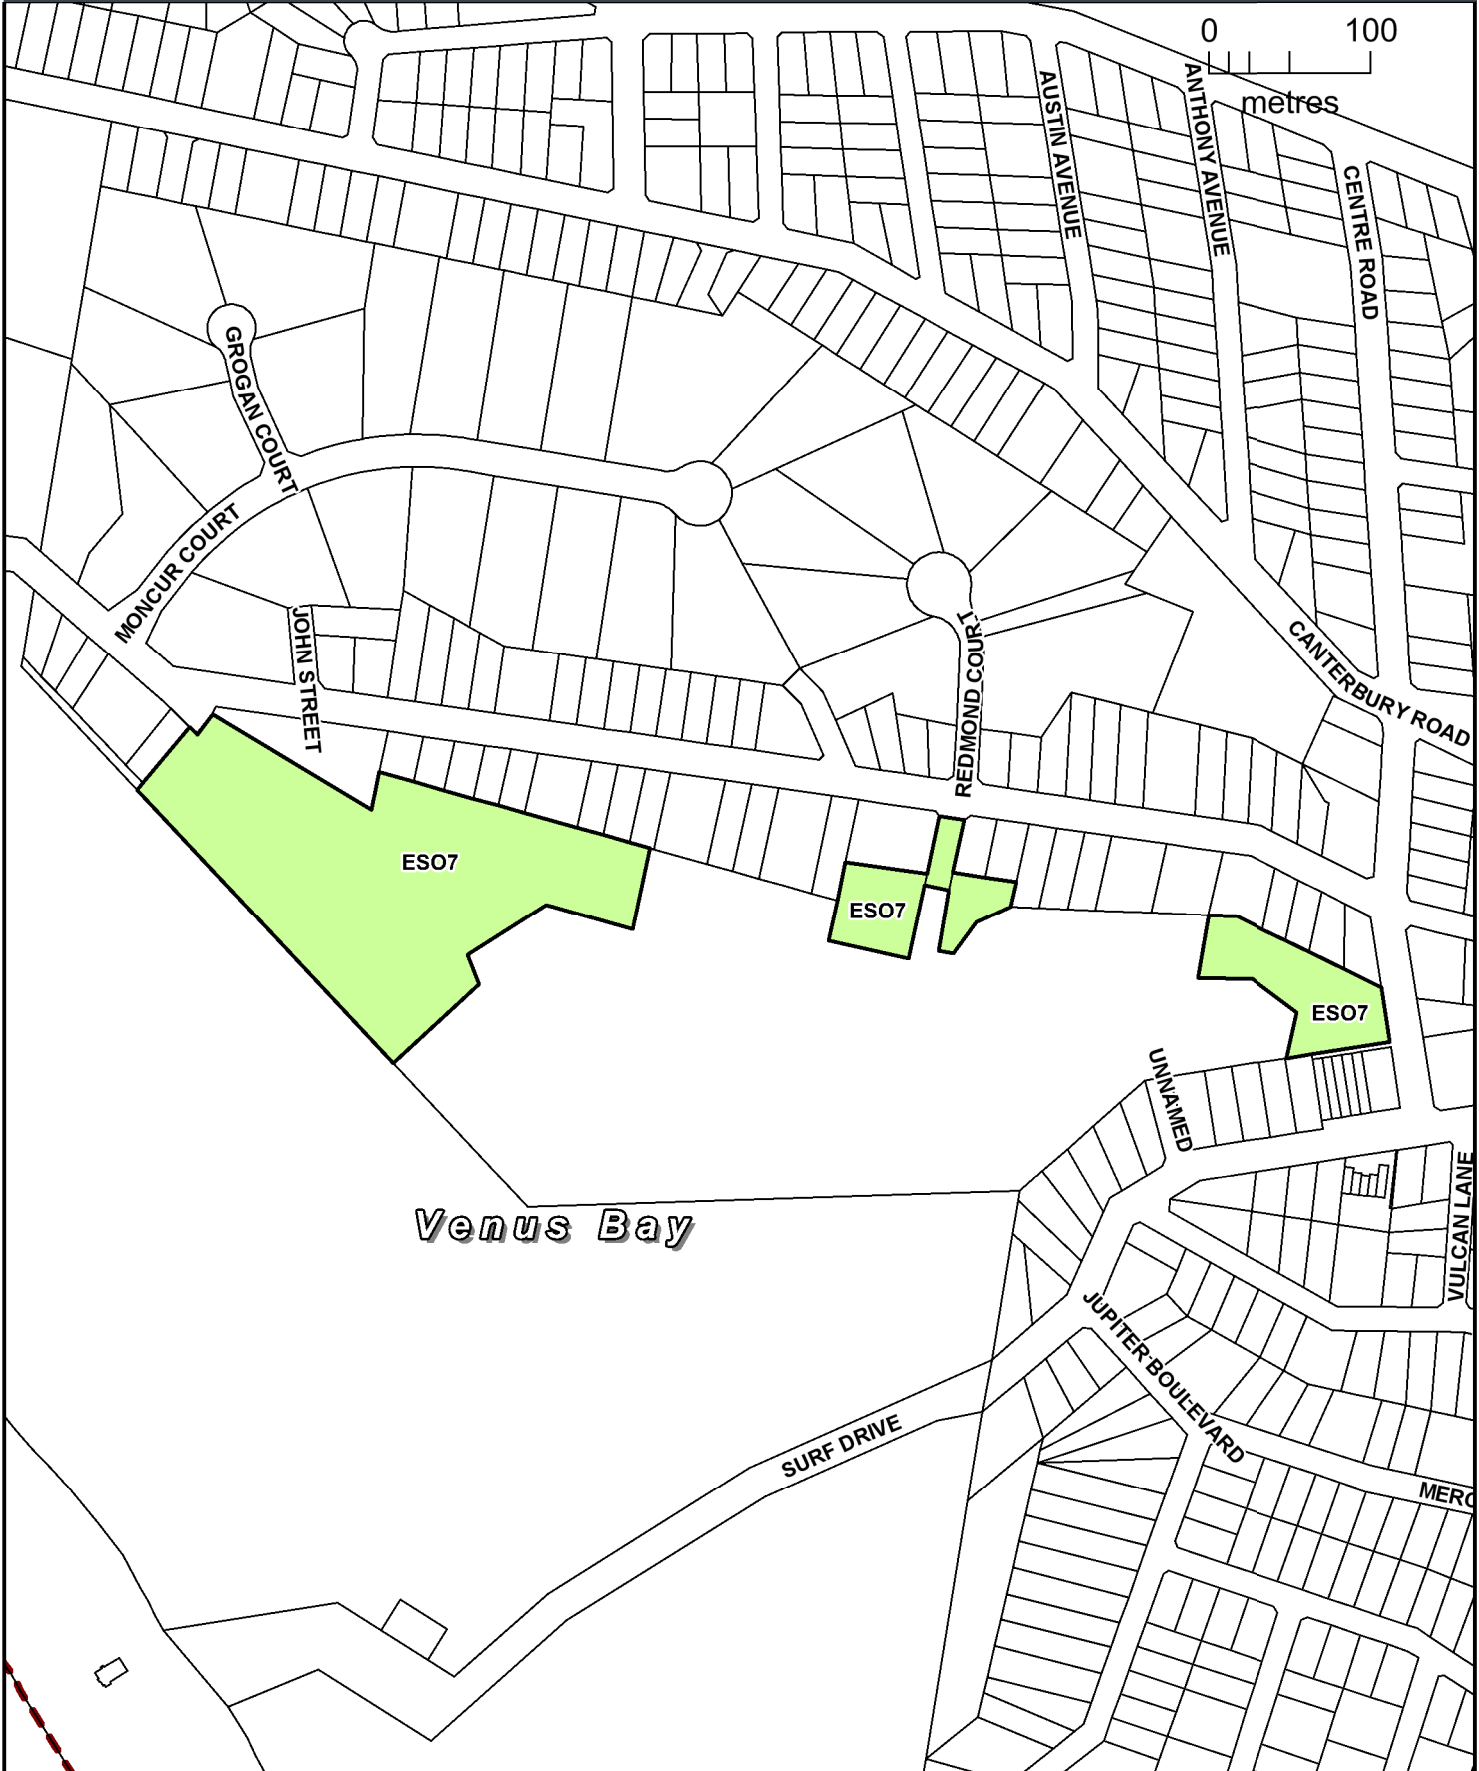 0 100
metres
AUSTIN AVENUE
ANTHONY AVENUE
CENTRE ROAD
GROGAN COURT
MONCUR COURT
JOHN STREET
REDMOND COURT
CANTERBURY ROAD
ESO7
ESO7
ESO7
UNNAMED
VULCAN LANE
Venus Bay
JUPITER BOULEVARD
SURF DRIVE
MERC